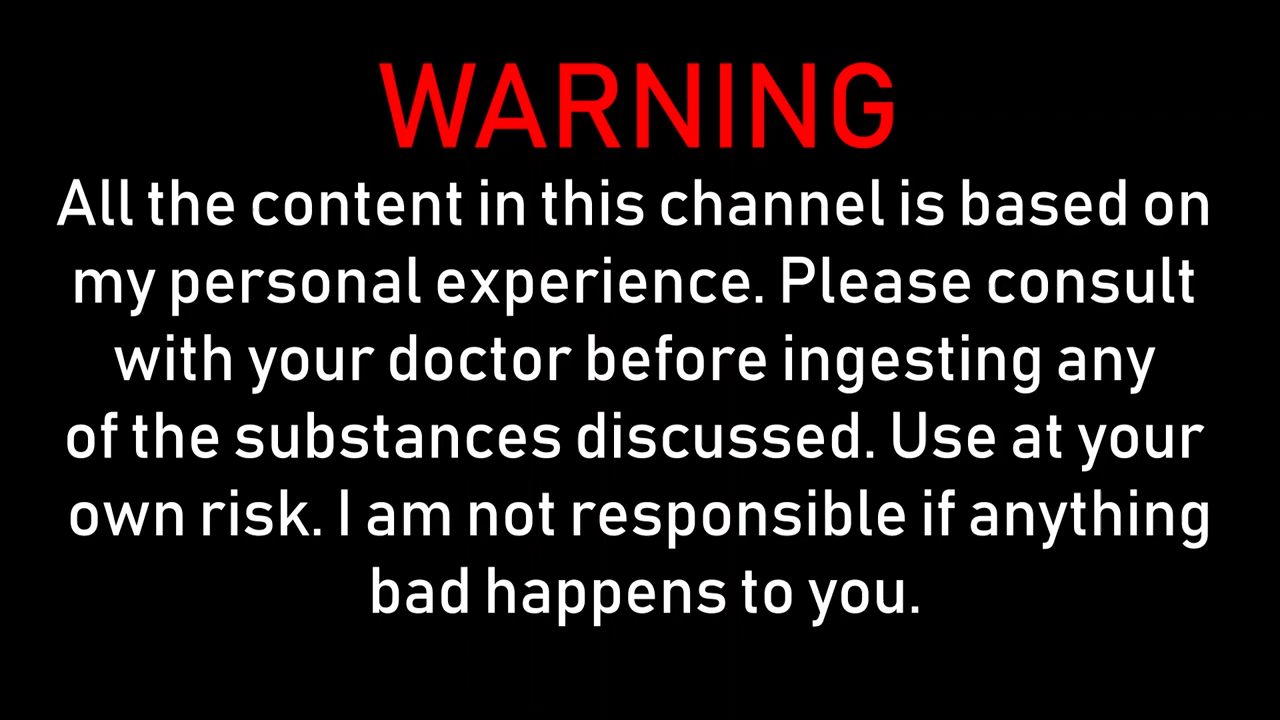 WARNING
All the content in this channel is based on
my personal experience. Please consult
with your doctor before ingesting any
of the substances discussed. Use at your
own risk. I am not responsible if anything
bad happens to you.